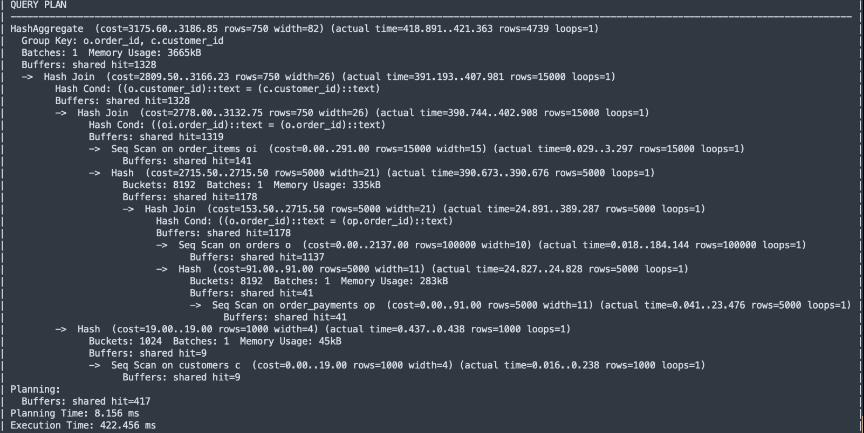 QUERY PLAN
HashAggregate  (cost=3175.60..3186.85 rows=750 width=82) (actual time=418.891..421.363 rows=4739 loops=1)
  Group Key: o.order_id, c.customer_id
  Batches: 1  Memory Usage: 3665kB
  Buffers: shared hit=1328
  ->  Hash Join  (cost=2809.50..3166.23 rows=750 width=26) (actual time=391.193..407.981 rows=15000 loops=1)
        Hash Cond: ((o.customer_id)::text = (c.customer_id)::text)
        Buffers: shared hit=1328
        ->  Hash Join  (cost=2778.00..3132.75 rows=750 width=26) (actual time=390.744..402.908 rows=15000 loops=1)
              Hash Cond: ((oi.order_id)::text = (o.order_id)::text)
              Buffers: shared hit=1319
              ->  Seq Scan on order_items oi  (cost=0.00..291.00 rows=15000 width=15) (actual time=0.029..3.297 rows=15000 loops=1)
                    Buffers: shared hit=141
              ->  Hash  (cost=2715.50..2715.50 rows=5000 width=21) (actual time=390.673..390.676 rows=5000 loops=1)
                    Buckets: 8192  Batches: 1  Memory Usage: 335kB
                    Buffers: shared hit=1178
                    ->  Hash Join  (cost=153.50..2715.50 rows=5000 width=21) (actual time=24.891..389.287 rows=5000 loops=1)
                          Hash Cond: ((o.order_id)::text = (op.order_id)::text)
                          Buffers: shared hit=1178
                          ->  Seq Scan on orders o  (cost=0.00..2137.00 rows=100000 width=10) (actual time=0.018..184.144 rows=100000 loops=1)
                                Buffers: shared hit=1137
                          ->  Hash  (cost=91.00..91.00 rows=5000 width=11) (actual time=24.827..24.828 rows=5000 loops=1)
                                Buckets: 8192  Batches: 1  Memory Usage: 283kB
                                Buffers: shared hit=41
                                ->  Seq Scan on order_payments op  (cost=0.00..91.00 rows=5000 width=11) (actual time=0.041..23.476 rows=5000 loops=1)
                                      Buffers: shared hit=41
        ->  Hash  (cost=19.00..19.00 rows=1000 width=4) (actual time=0.437..0.438 rows=1000 loops=1)
              Buckets: 1024  Batches: 1  Memory Usage: 45kB
              Buffers: shared hit=9
              ->  Seq Scan on customers c  (cost=0.00..19.00 rows=1000 width=4) (actual time=0.016..0.238 rows=1000 loops=1)
                    Buffers: shared hit=9
Planning:
  Buffers: shared hit=417
Planning Time: 8.156 ms
Execution Time: 422.456 ms